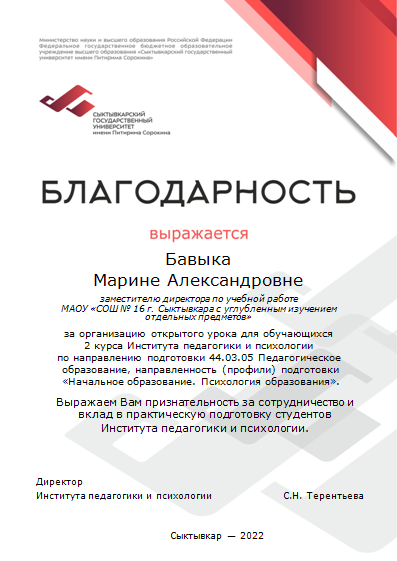 Министерство науки и высшего образования Российской Федерации
Федеральное государственное бюджетное образовательное
учреждение высшего образования «Сыктывкарский государственный
университет имени Питирима Сорокина»
СЫКТЫВКАРСКИЙ
ГОСУДАРСТВЕННЫЙ
УНИВЕРСИТЕТ
имени Питирима Сорокина
БЛАГОДАРНОСТЬ
выражается
Бавыка
Марине Александровне
заместителю директора по учебной работе
МАОУ «СОШ № 16 г. Сыктывкара с углубленным изучением
отдельных предметов»
за организацию открытого урока для обучающихся
2 курса Института педагогики и психологии
по направлению подготовки 44.03.05 Педагогическое
образование, направленность (профили) подготовки
«Начальное образование. Психология образования».
Выражаем Вам признательность за сотрудничество и
вклад в практическую подготовку студентов
Института педагогики и психологии.
Директор
Института педагогики и психологии С.Н. Терентьева
Сыктывкар — 2022